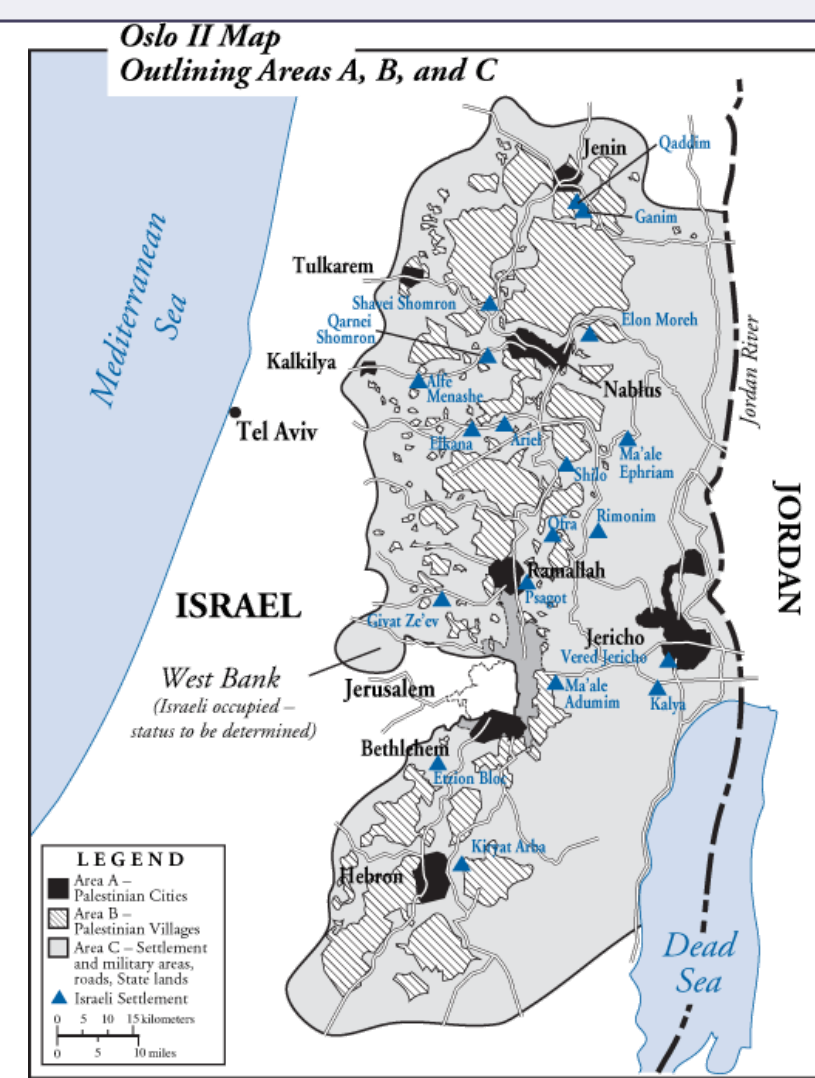 Oslo II Map
Outlining Areas A, B, and C
Jenin
Qaddim
Ganim
Mediterranean
Sea
Tulkarem
Shavei Shomron
Qarnei
Shomron
Elon Moreh
Kalkilya
Alfe
Menashe
Nablus
Jordan River
Tel Aviv
Elkana
Ariel
Ma'ale
Ephriam
Shilo
JORDAN
Ofra
Rimonim
Ramallah
Psagot
ISRAEL
Givat Ze'ev
Jericho
Vered Jericho
West Bank
(Israeli occupied –
status to be determined)
Jerusalem
Ma'ale
Adumim
Kalya
Bethlehem
Etzion Bloc
Kiryat Arba
Hebron
Dead
Sea
LEGEND
Area A –
Palestinian Cities
Area B –
Palestinian Villages
Area C – Settlement
and military areas,
roads, State lands
Israeli Settlement
0 5 10 15 kilometers
0 5 10 miles